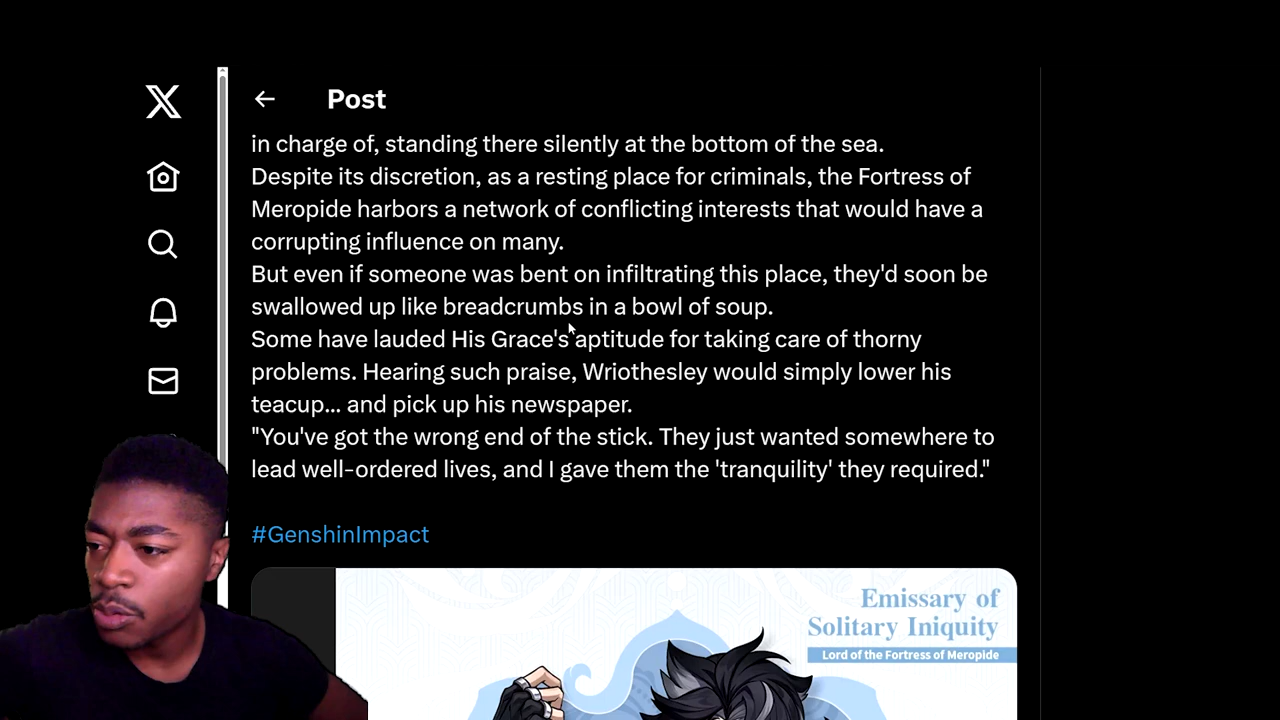 Post
in charge of, standing there silently at the bottom of the sea.
Despite its discretion, as a resting place for criminals, the Fortress of
Meropide harbors a network of conflicting interests that would have a
corrupting influence on many.
But even if someone was bent on infiltrating this place, they'd soon be
swallowed up like breadcrumbs in a bowl of soup.
Some have lauded His Grace's aptitude for taking care of thorny
problems. Hearing such praise, Wriothesley would simply lower his
teacup... and pick up his newspaper.
"You've got the wrong end of the stick. They just wanted somewhere to
lead well-ordered lives, and I gave them the 'tranquility' they required."
#GenshinImpact
Emissary of
Solitary Iniquity
Lord of the Fortress of Meropide